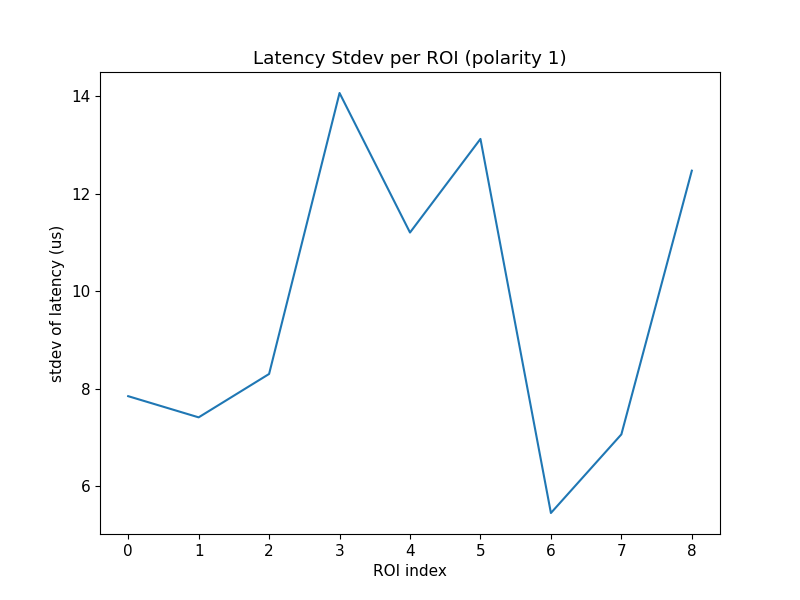 Latency Stdev per ROI (polarity 1)
stdev of latency (us)
14
12
10
8
6
0 1 2 3 4 5 6 7 8
ROI index